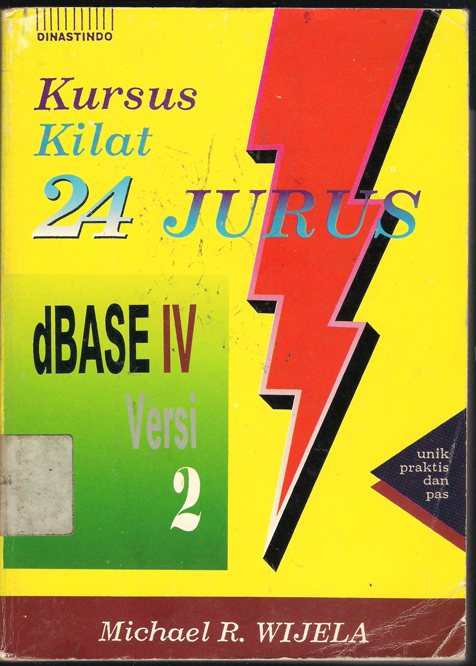 DINASTINDO
Kursus
Kilat
24 JURUS
dBASE IV
Versi
2
unik
praktis
dan
pas
Michael R. WIJELA